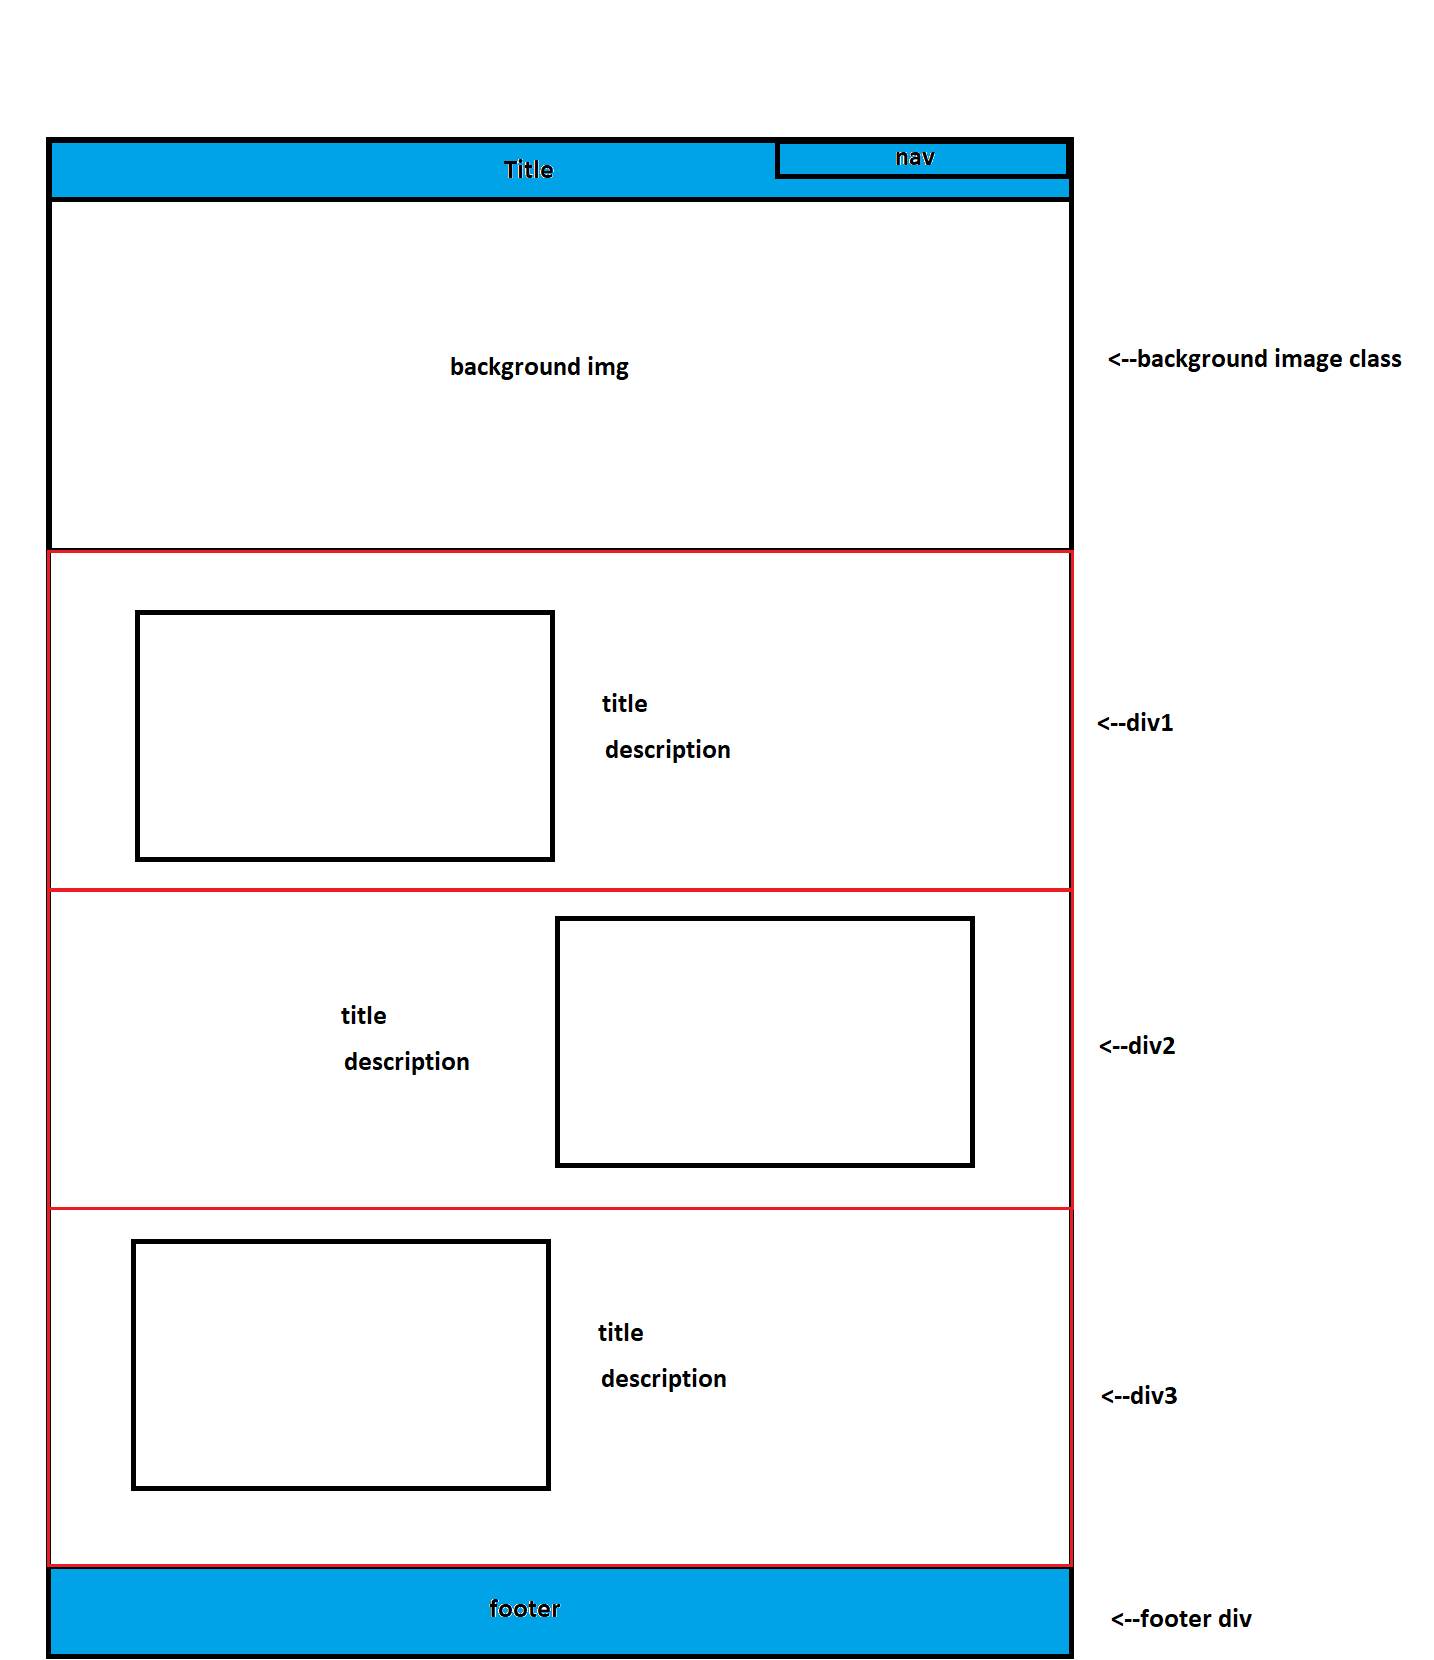 Title
nav
background img
<--background image class
title
description
<--div1
title
description
<--div2
title
description
<--div3
footer
<--footer div